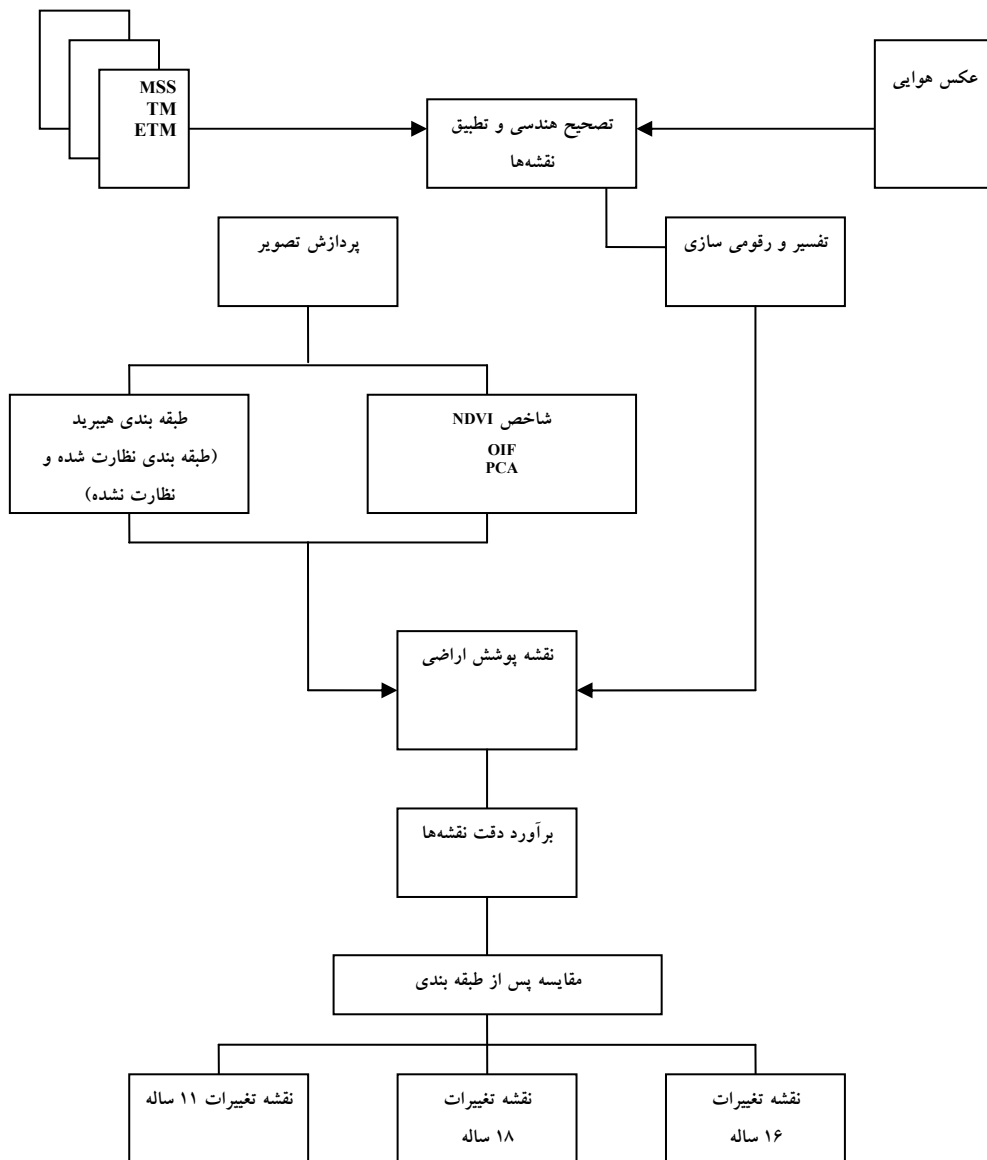 عکس هوایی
MSS
TM
ETM
تصحیح هندسی و تطبیق
نقشه‌ها
تفسیر و رقومی سازی
پردازش تصویر
شاخص NDVI
OIF
PCA
طبقه بندی هیبرید
(طبقه بندی نظارت شده و
نظارت نشده)
نقشه پوشش اراضی
برآورد دقت نقشه‌ها
مقایسه پس از طبقه بندی
نقشه تغییرات
۱۶ ساله
نقشه تغییرات
۱۸ ساله
نقشه تغییرات ۱۱ ساله